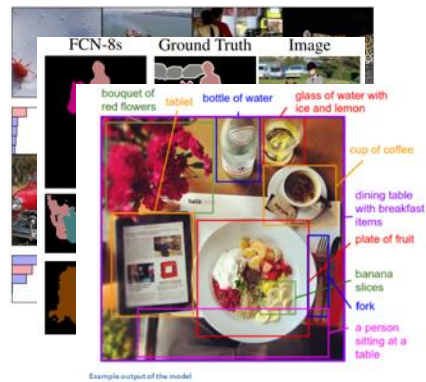 FCN-8s Ground Truth Image
bouquet of
red flowers
tablet
bottle of water
glass of water with
ice and lemon
cup of coffee
dining table
with breakfast
items
plate of fruit
banana
slices
fork
a person
sitting at a
table
Example output of the model